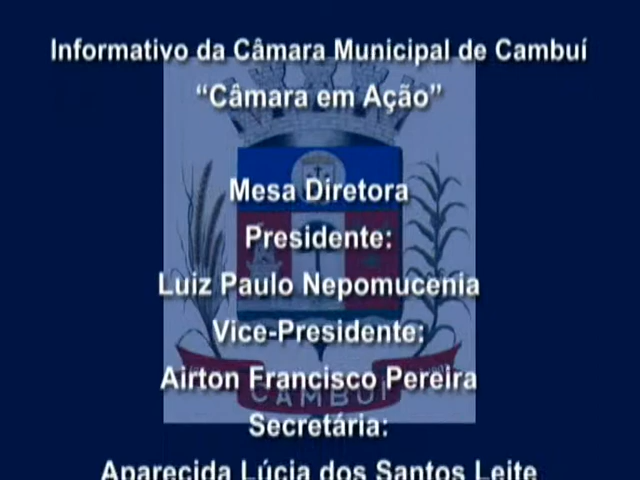 Informativo da Câmara Municipal de Cambuí
“Câmara em Ação”
Mesa Diretora
Presidente:
Luiz Paulo Nepomucenia
Vice-Presidente:
Airton Francisco Pereira
CAMBUÍ
Secretária:
Aparecida Lúcia dos Santos Leite